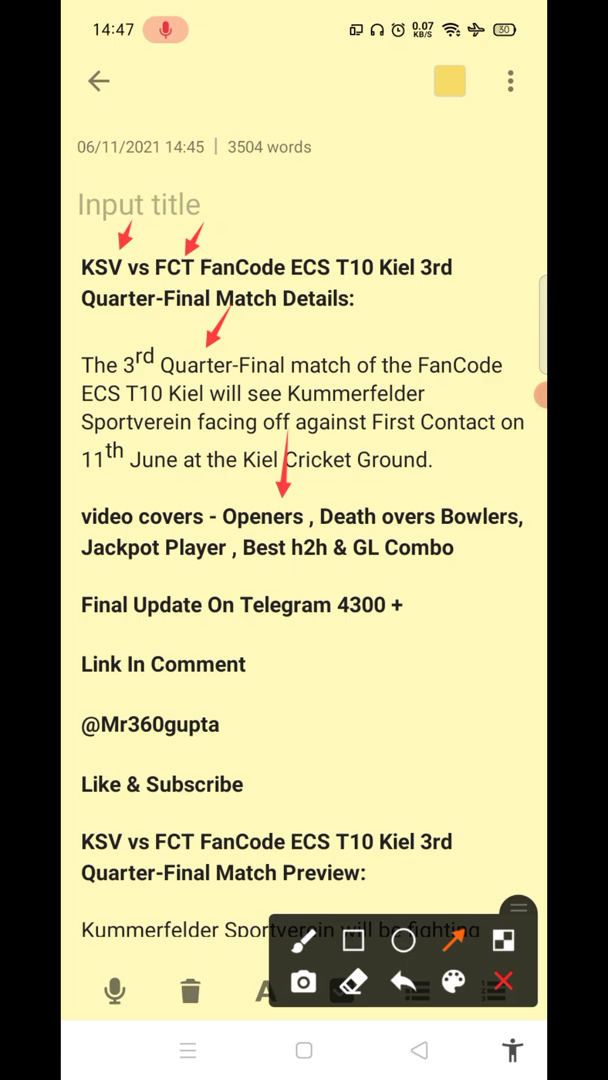 14:47
0.07
KB/S
30
06/11/2021 14:45 | 3504 words
Input title
KSV vs FCT FanCode ECS T10 Kiel 3rd
Quarter-Final Match Details:
The 3rd Quarter-Final match of the FanCode
ECS T10 Kiel will see Kummerfelder
Sportverein facing off against First Contact on
11th June at the Kiel Cricket Ground.
video covers - Openers , Death overs Bowlers,
Jackpot Player , Best h2h & GL Combo
Final Update On Telegram 4300 +
Link In Comment
@Mr360gupta
Like & Subscribe
KSV vs FCT FanCode ECS T10 Kiel 3rd
Quarter-Final Match Preview:
Kummerfelder Sportverein will be fighting
A